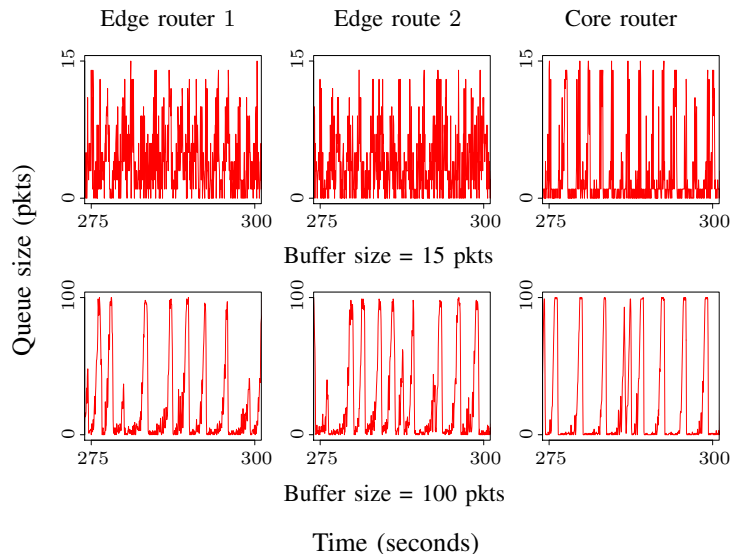 Edge router 1 Edge route 2 Core router
Queue size (pkts)
15 15 15
0 0 0
275 300 275 300 275 300
Buffer size = 15 pkts
100 100 100
0 0 0
275 300 275 300 275 300
Buffer size = 100 pkts
Time (seconds)